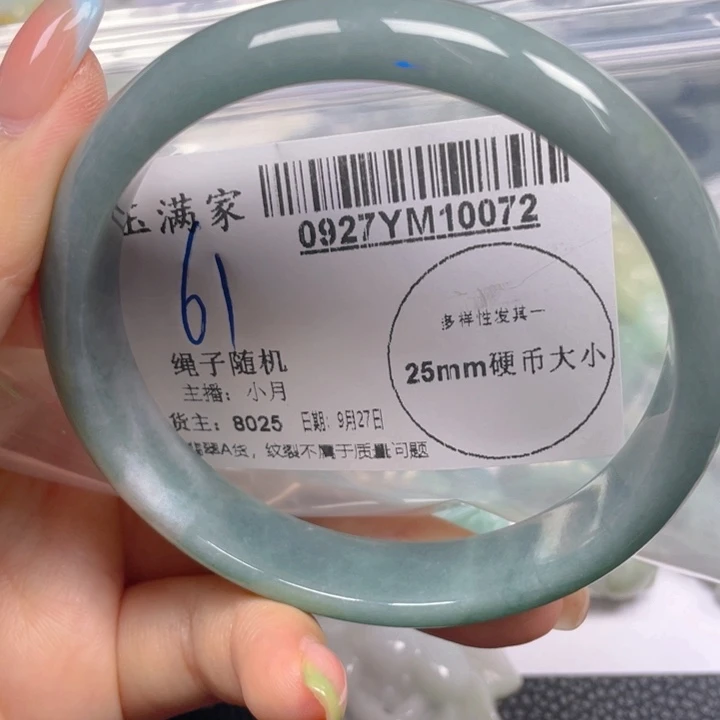 玉满家
0927YM10072
61
多样性发其一
25mm硬币大小
绳子随机
主播：小月
货主：8025 日期：9月27日
翡翠A货，纹裂不属于质量问题